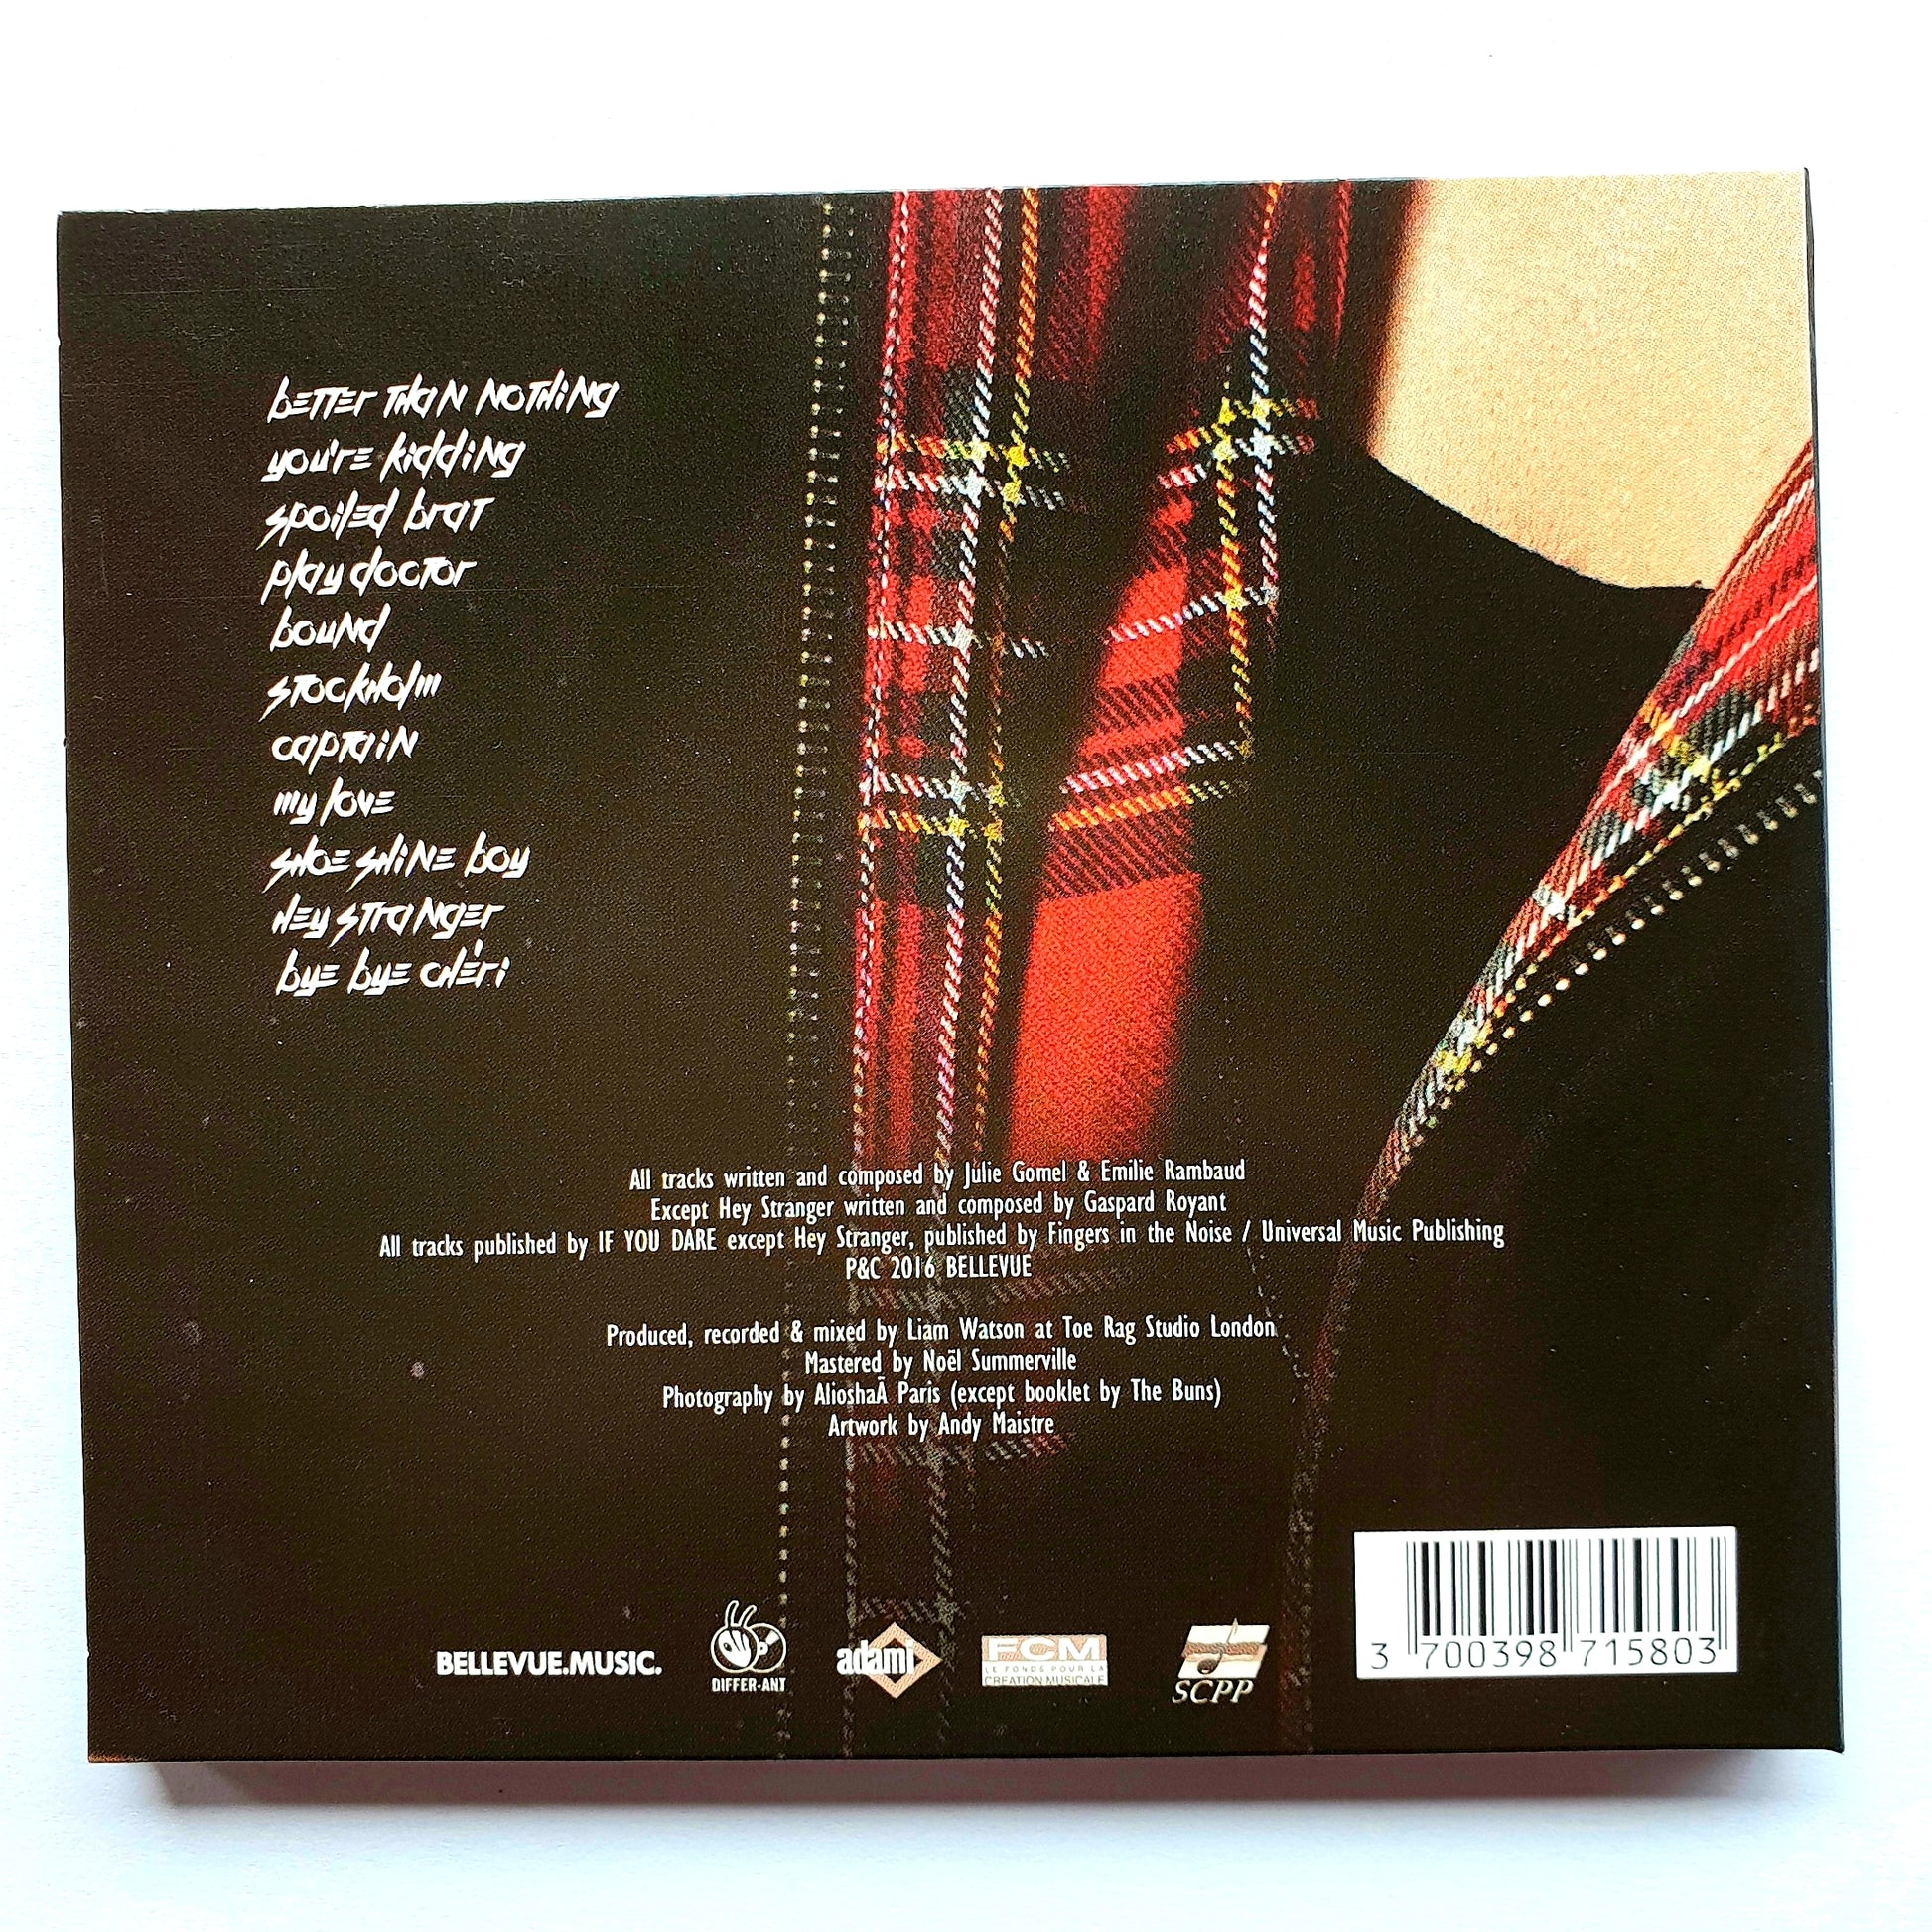 better than nothing
you're kidding
spoiled brat
play doctor
bound
stockholm
captain
my love
shoe shine boy
hey stranger
bye bye chéri
All tracks written and composed by Julie Gomel & Emilie Rambaud
Except Hey Stranger written and composed by Gaspard Royant
All tracks published by IF YOU DARE except Hey Stranger, published by Fingers in the Noise / Universal Music Publishing
P&C 2016 BELLEVUE
Produced, recorded & mixed by Liam Watson at Toe Rag Studio London
Mastered by Noël Summerville
Photography by AlioshaÃ Paris (except booklet by The Buns)
Artwork by Andy Maistre
BELLEVUE.MUSIC.
DIFFER-ANT
adami
FCM
LE FONDS POUR LA
CRÉATION MUSICALE
SCPP
3 700398 715803